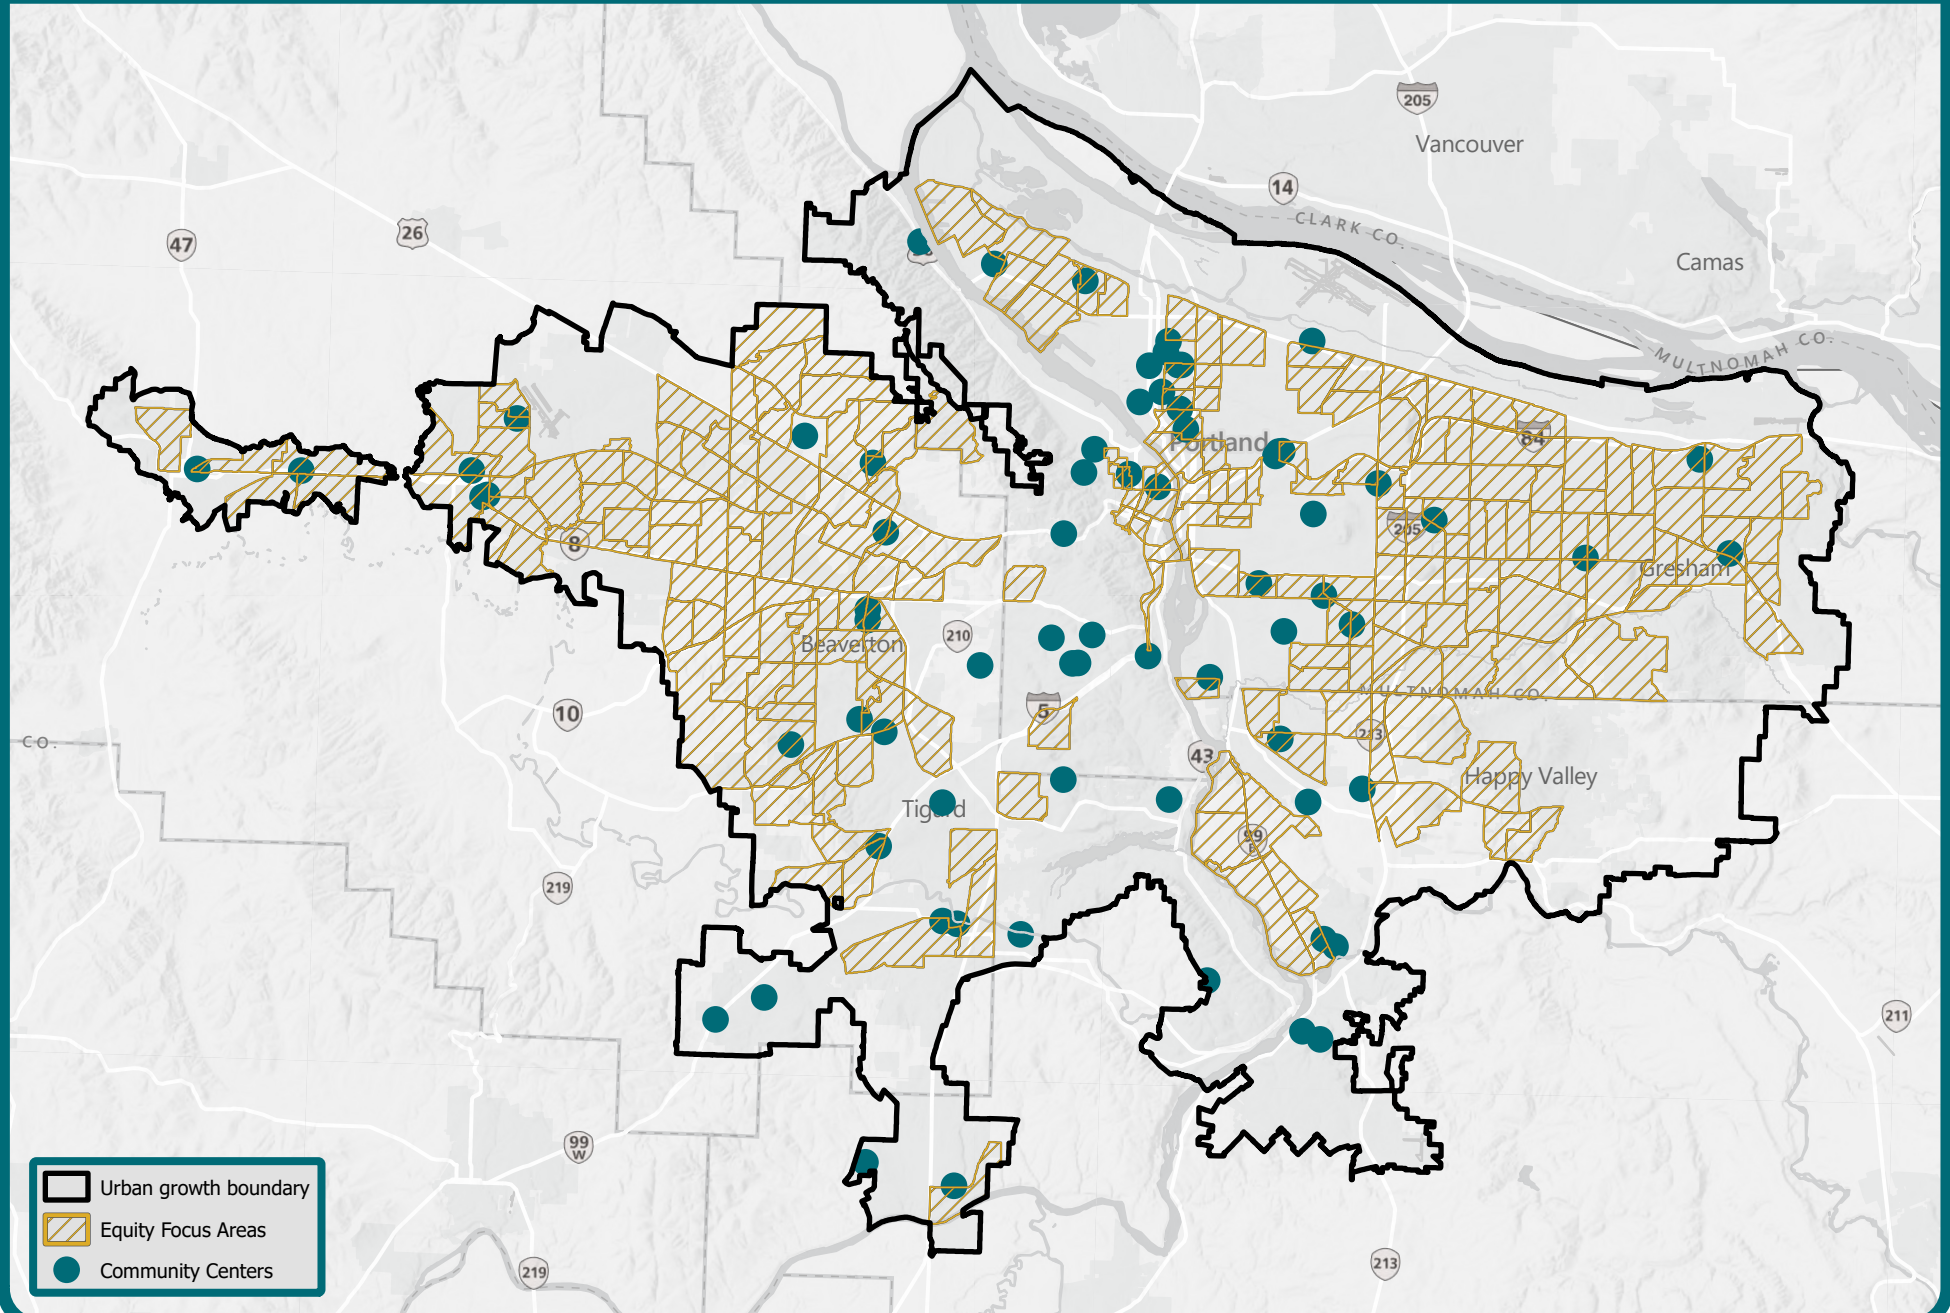 205
Vancouver
14
CLARK CO.
47
26
Camas
MULTNOMAH CO.
Portland
84
205
8
Gresham
Beaverton
210
MULTNOMAH CO.
10
5
213
CO.
43
Happy Valley
Tigard
99
E
219
211
99
W
213
219
Urban growth boundary
Equity Focus Areas
Community Centers